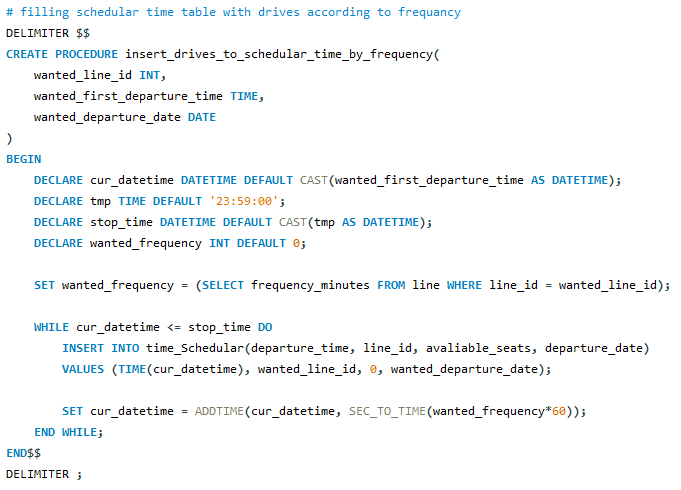 # filling schedular time table with drives according to frequancy
DELIMITER $$
CREATE PROCEDURE insert_drives_to_schedular_time_by_frequency(
    wanted_line_id INT,
    wanted_first_departure_time TIME,
    wanted_departure_date DATE
)
BEGIN
    DECLARE cur_datetime DATETIME DEFAULT CAST(wanted_first_departure_time AS DATETIME);
    DECLARE tmp TIME DEFAULT '23:59:00';
    DECLARE stop_time DATETIME DEFAULT CAST(tmp AS DATETIME);
    DECLARE wanted_frequency INT DEFAULT 0;

    SET wanted_frequency = (SELECT frequency_minutes FROM line WHERE line_id = wanted_line_id);

    WHILE cur_datetime <= stop_time DO
        INSERT INTO time_Schedular(departure_time, line_id, avaliable_seats, departure_date)
        VALUES (TIME(cur_datetime), wanted_line_id, 0, wanted_departure_date);

        SET cur_datetime = ADDTIME(cur_datetime, SEC_TO_TIME(wanted_frequency*60));
    END WHILE;
END$$
DELIMITER ;